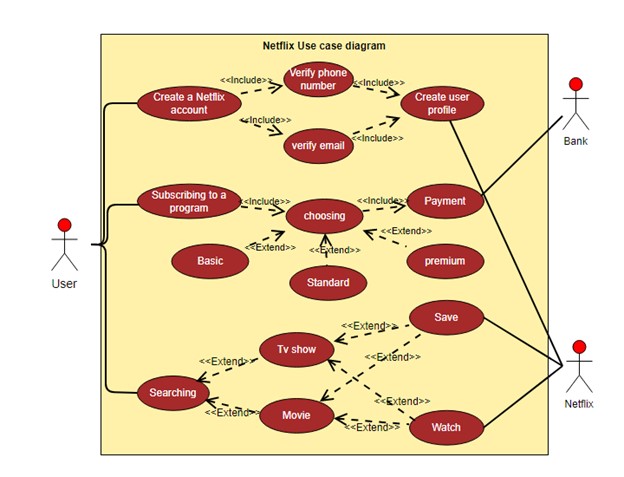 Netflix Use case diagram
<<Include>>
Verify phone
number
<<Include>>
Create a Netflix
account
Create user
profile
<<Include>>
verify email
<<Include>>
Bank
Subscribing to a
program
<<Include>>
choosing
<<Include>>
Payment
<<Extend>>
<<Extend>>
<<Extend>>
Basic
premium
Standard
User
Save
<<Extend>>
Tv show
<<Extend>>
<<Extend>>
Searching
<<Extend>>
Netflix
<<Extend>>
Movie
<<Extend>>
Watch